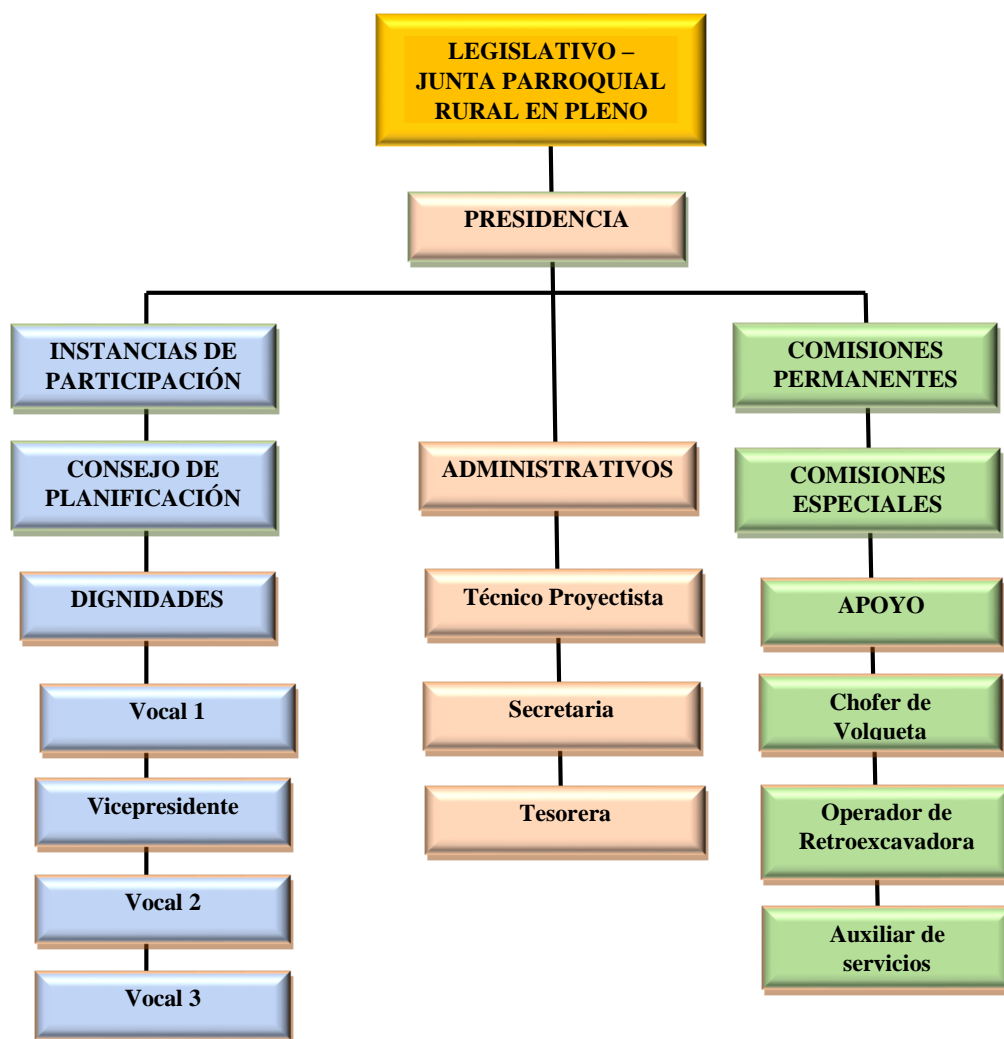 LEGISLATIVO –
JUNTA PARROQUIAL
RURAL EN PLENO
PRESIDENCIA
INSTANCIAS DE
PARTICIPACIÓN
CONSEJO DE
PLANIFICACIÓN
DIGNIDADES
Vocal 1
Vicepresidente
Vocal 2
Vocal 3
ADMINISTRATIVOS
Técnico Proyectista
Secretaria
Tesorera
COMISIONES
PERMANENTES
COMISIONES
ESPECIALES
APOYO
Chofer de
Volqueta
Operador de
Retroexcavadora
Auxiliar de
servicios